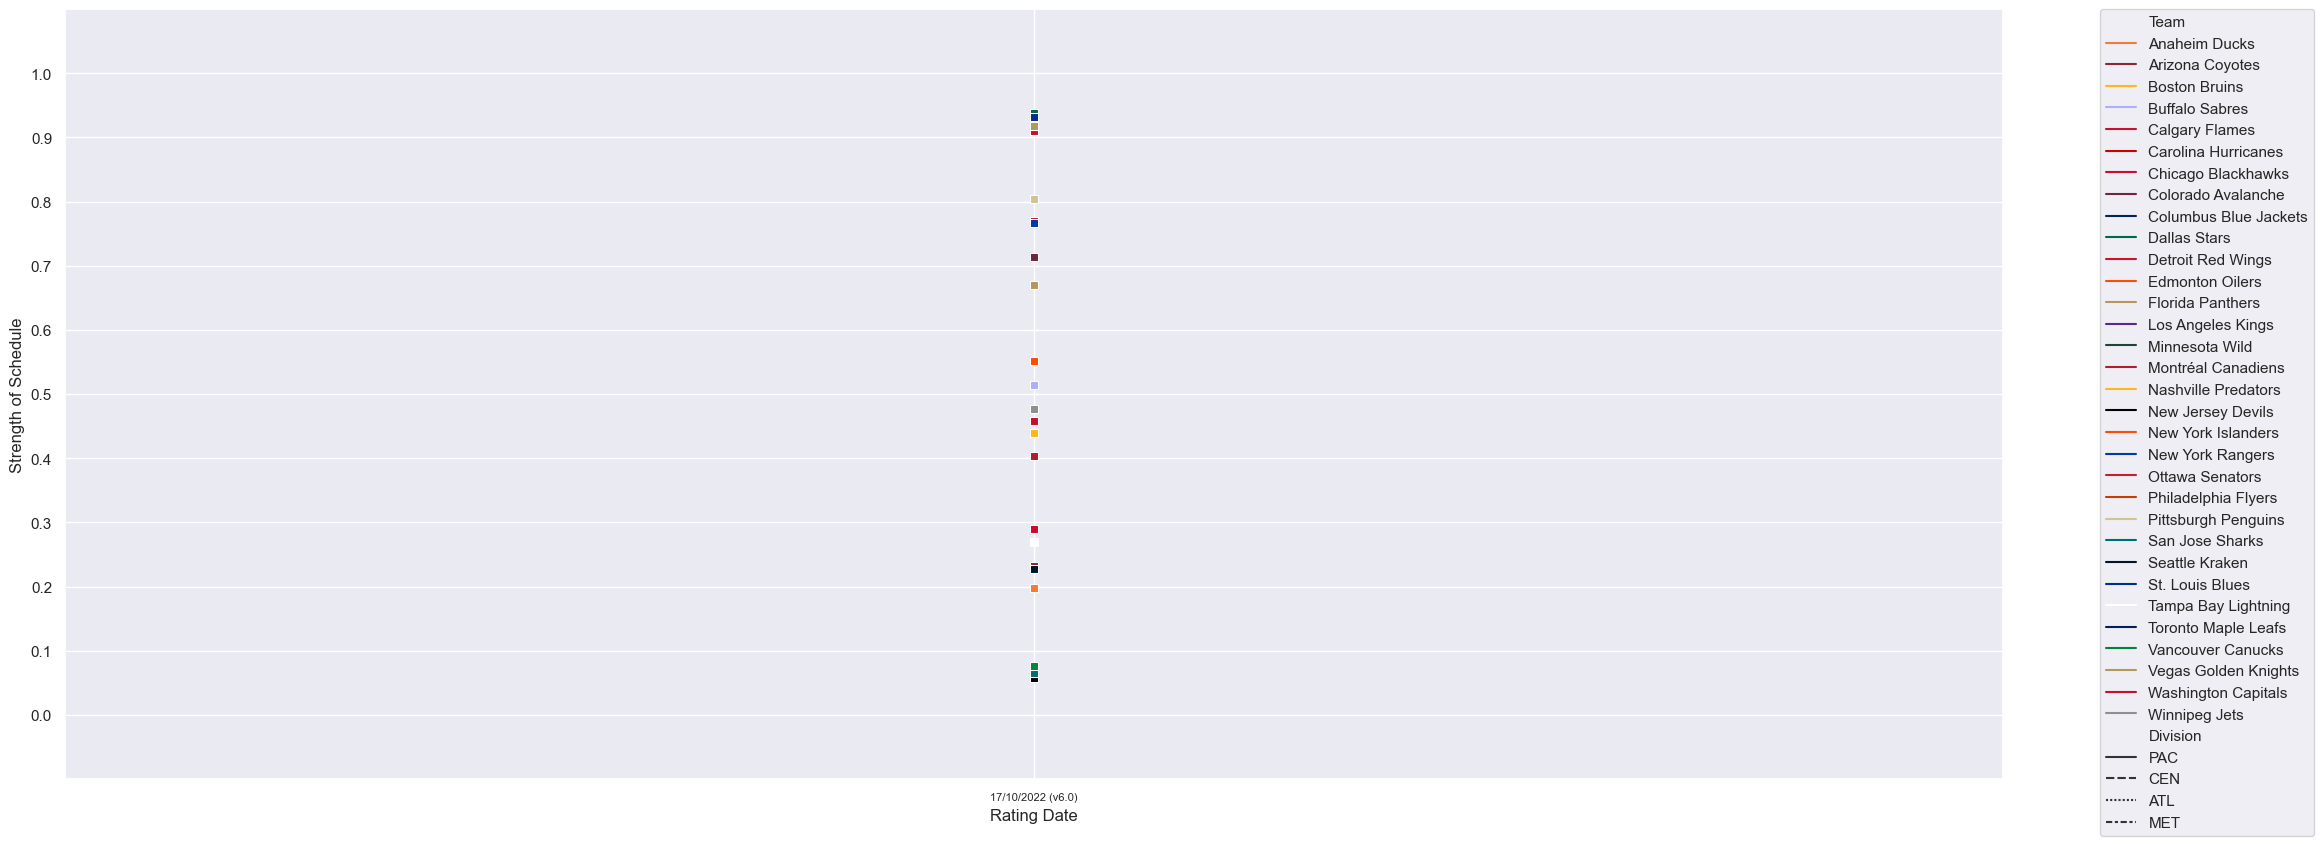 1.0
0.9
0.8
0.7
0.6
0.5
0.4
0.3
0.2
0.1
0.0
Strength of Schedule
17/10/2022 (v6.0)
Rating Date
Team
Anaheim Ducks
Arizona Coyotes
Boston Bruins
Buffalo Sabres
Calgary Flames
Carolina Hurricanes
Chicago Blackhawks
Colorado Avalanche
Columbus Blue Jackets
Dallas Stars
Detroit Red Wings
Edmonton Oilers
Florida Panthers
Los Angeles Kings
Minnesota Wild
Montréal Canadiens
Nashville Predators
New Jersey Devils
New York Islanders
New York Rangers
Ottawa Senators
Philadelphia Flyers
Pittsburgh Penguins
San Jose Sharks
Seattle Kraken
St. Louis Blues
Tampa Bay Lightning
Toronto Maple Leafs
Vancouver Canucks
Vegas Golden Knights
Washington Capitals
Winnipeg Jets
Division
PAC
CEN
ATL
MET